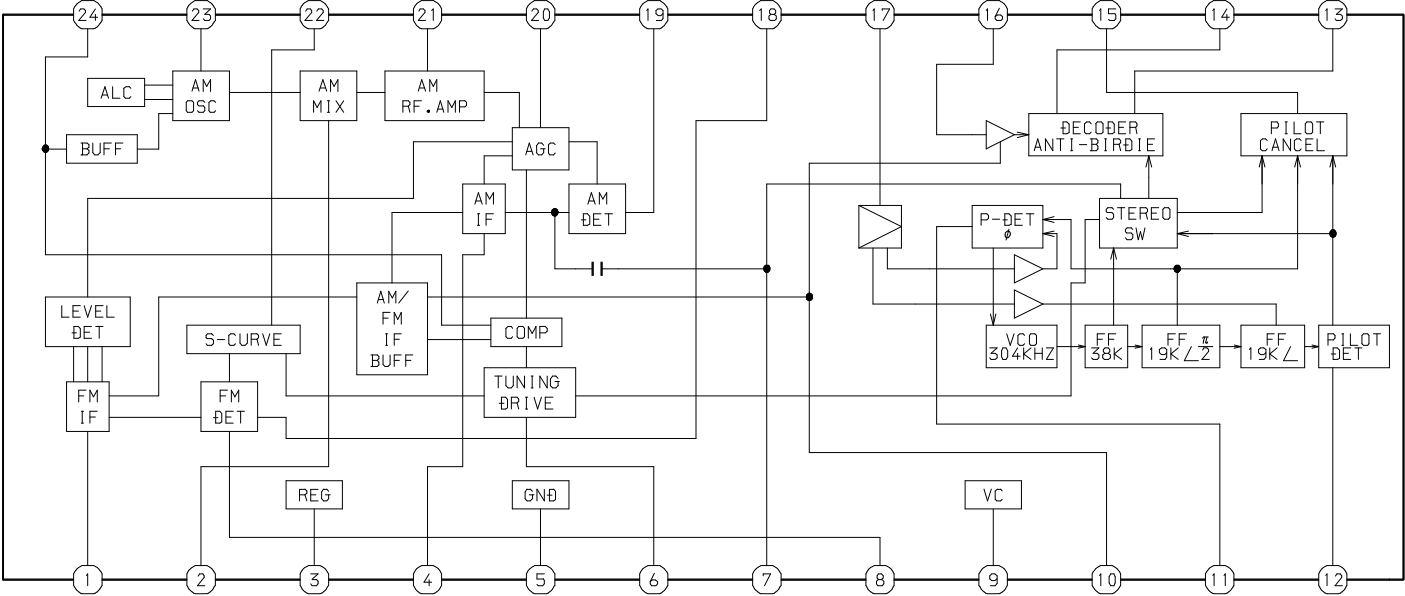 24 23 22 21 20 19 18 17 16 15 14 13
ALC
AM
OSC
AM
MIX
AM
RF.AMP
BUFF
AGC
DECODER
ANTI-BIRDIE
PILOT
CANCEL
AM
IF
AM
DET
P-DET
ø
STEREO
SW
LEVEL
DET
S-CURVE
AM/
FM
IF
BUFF
COMP
VCO
304KHZ
FF
38K
FF
19K∠π/2
FF
19K∠
PILOT
DET
FM
IF
FM
DET
TUNING
DRIVE
REG
GND
VC
1 2 3 4 5 6 7 8 9 10 11 12